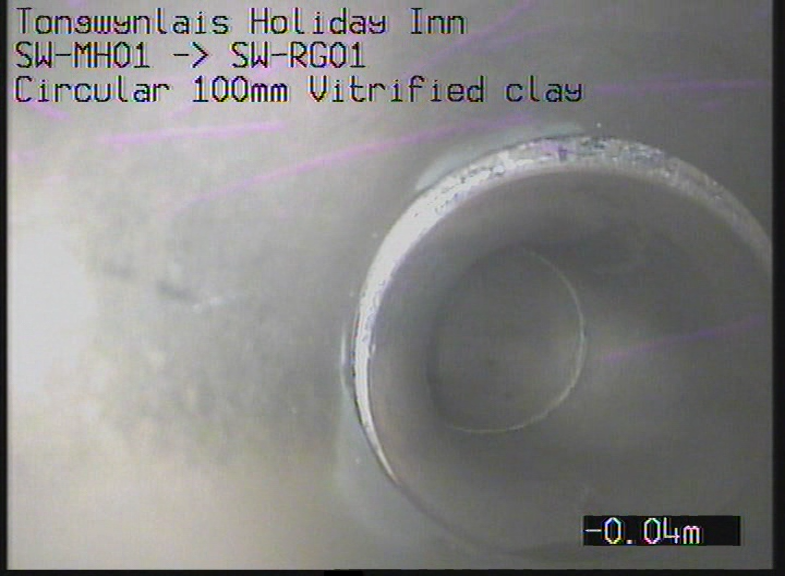 Tongwynlais Holiday Inn
SW-MH01 -> SW-RG01
Circular 100mm Vitrified clay
-0.04m